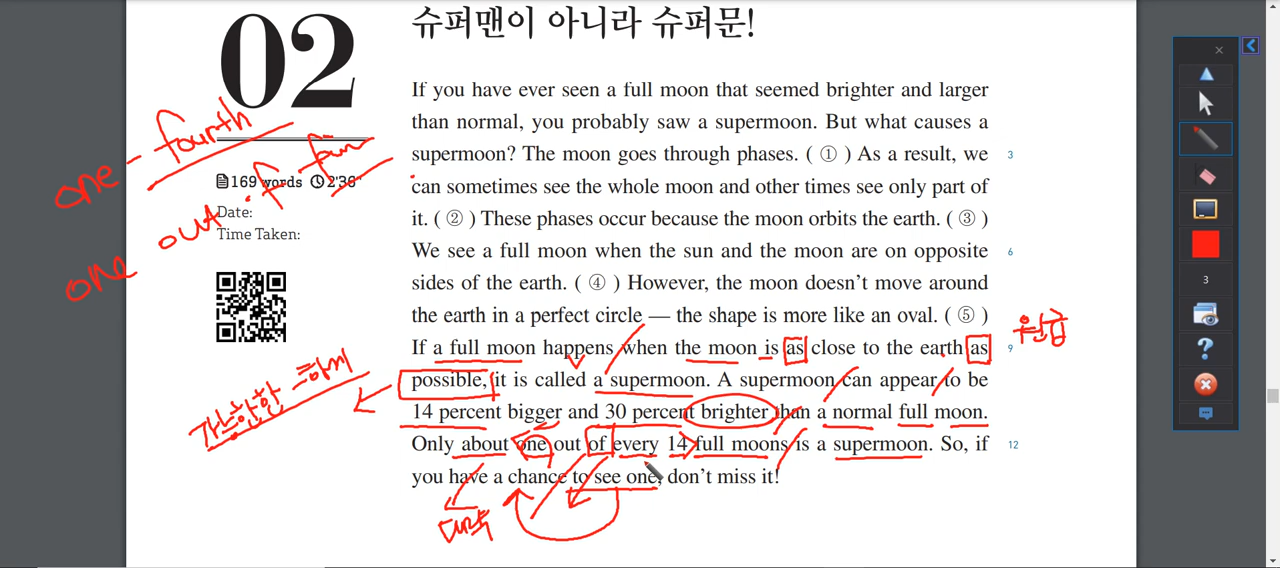 02
슈퍼맨이 아니라 슈퍼문!
one-fourth
one out of four
169 words 2'36"
Date:
Time Taken:
If you have ever seen a full moon that seemed brighter and larger
than normal, you probably saw a supermoon. But what causes a
supermoon? The moon goes through phases. ( ① ) As a result, we 3
can sometimes see the whole moon and other times see only part of
it. ( ② ) These phases occur because the moon orbits the earth. ( ③ )
We see a full moon when the sun and the moon are on opposite 6
sides of the earth. ( ④ ) However, the moon doesn't move around
the earth in a perfect circle — the shape is more like an oval. ( ⑤ )
원급
If a full moon happens when the moon is as close to the earth as 9
possible, it is called a supermoon. A supermoon can appear to be
14 percent bigger and 30 percent brighter than a normal full moon.
Only about one out of every 14 full moons is a supermoon. So, if 12
you have a chance to see one, don't miss it!
가능한한
대략
3